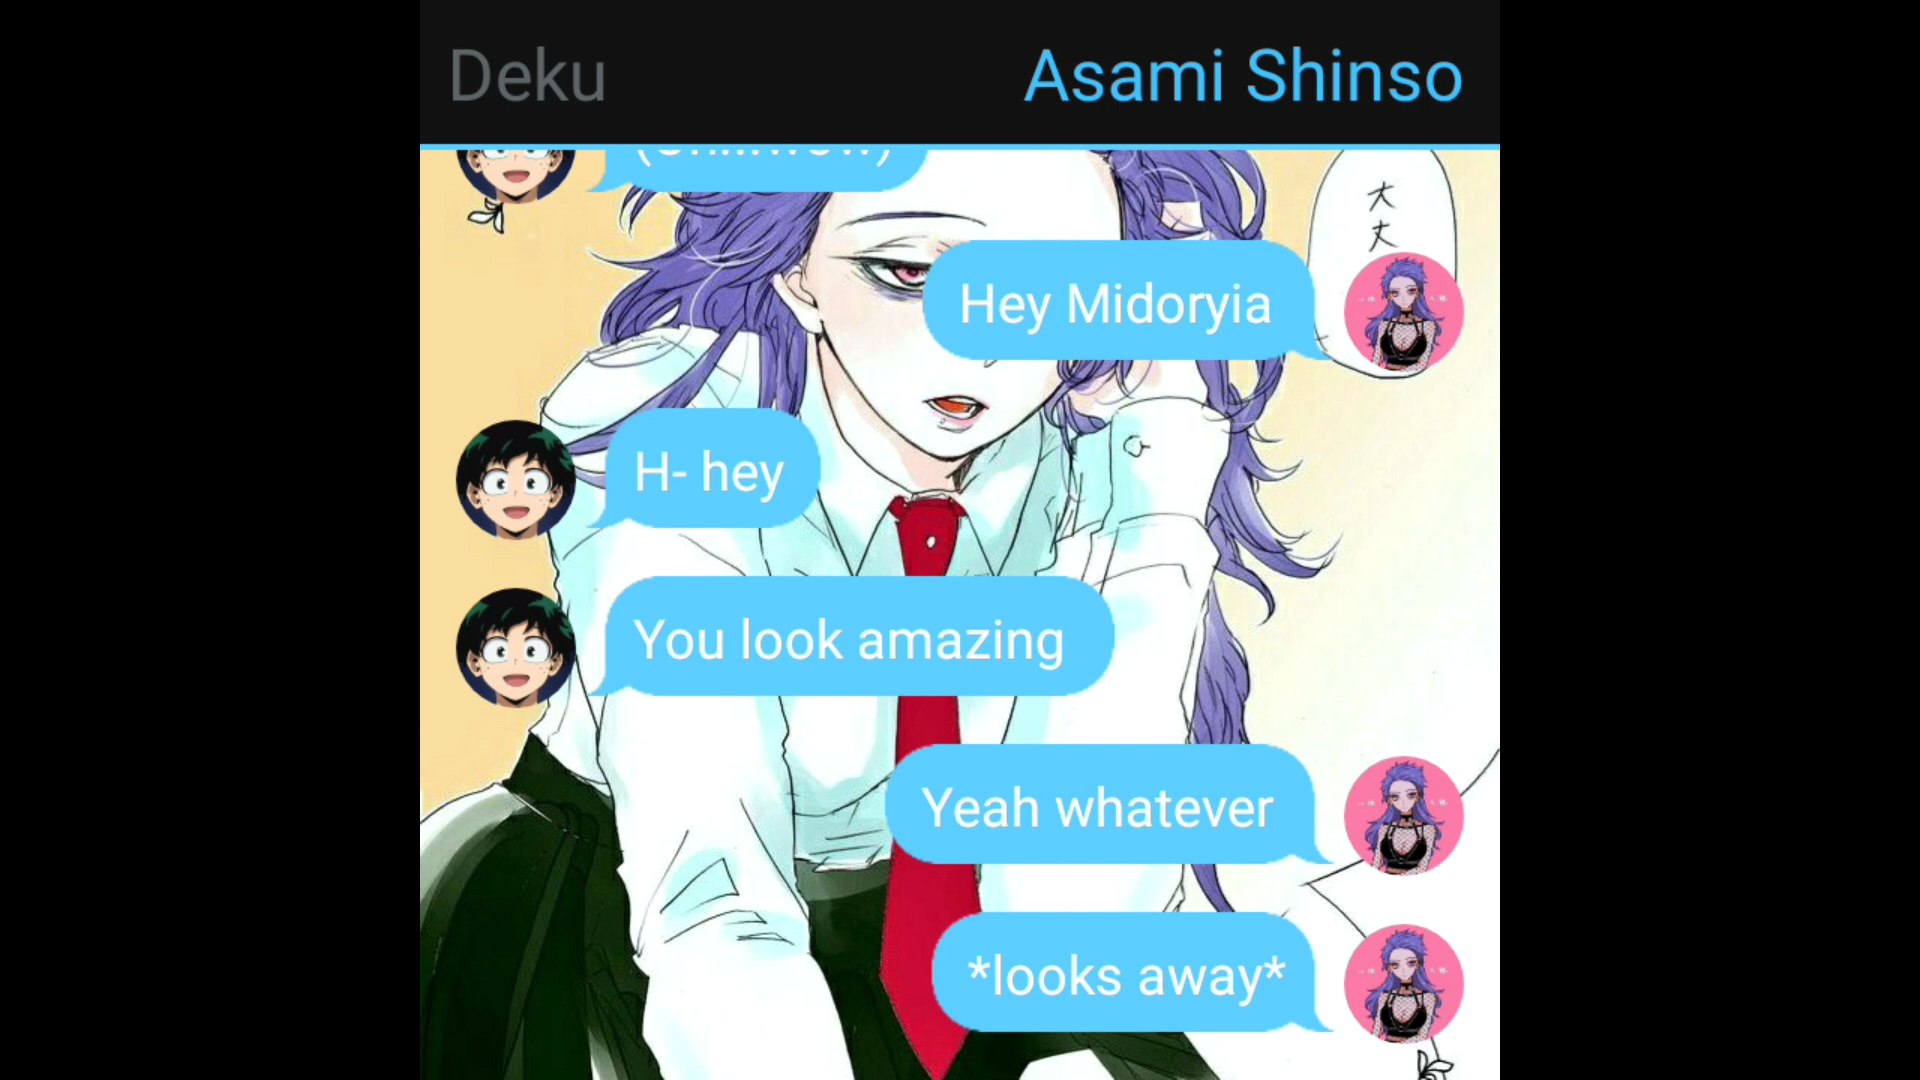 Deku
Asami Shinso
Hey Midoryia
大
丈
H- hey
You look amazing
Yeah whatever
*looks away*